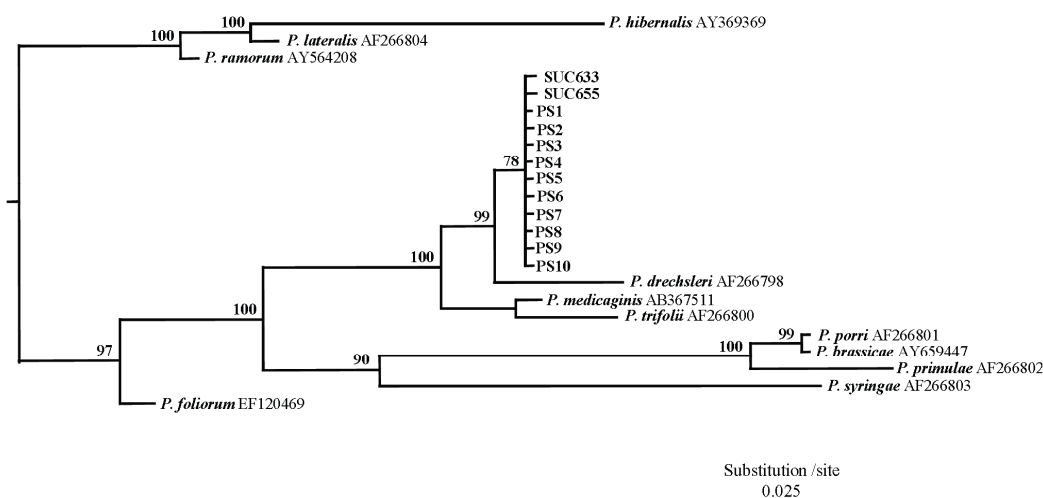 100
P. hibernalis AY369369
100
P. lateralis AF266804
P. ramorum AY564208
SUC633
SUC655
PS1
PS2
PS3
78
PS4
PS5
PS6
99
PS7
PS8
PS9
100
PS10
P. drechsleri AF266798
P. medicaginis AB367511
100
P. trifolii AF266800
99
P. porri AF266801
97
100
P. brassicae AY659447
90
P. primulae AF266802
P. syringae AF266803
P. foliorum EF120469
Substitution /site
0.025